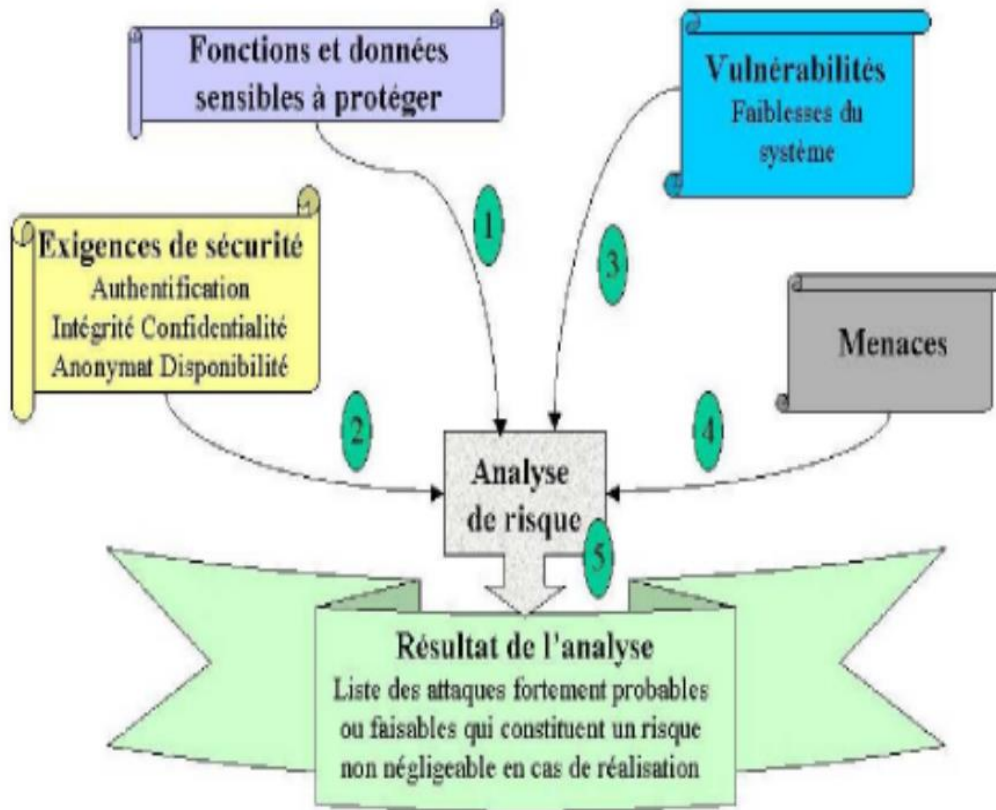 Fonctions et données
sensibles à protéger
Vulnérabilités
Faiblesses du
système
Exigences de sécurité
Authentification
Intégrité Confidentialité
Anonymat Disponibilité
Menaces
1
3
2
4
Analyse
de risque
5
Résultat de l'analyse
Liste des attaques fortement probables
ou faisables qui constituent un risque
non négligeable en cas de réalisation